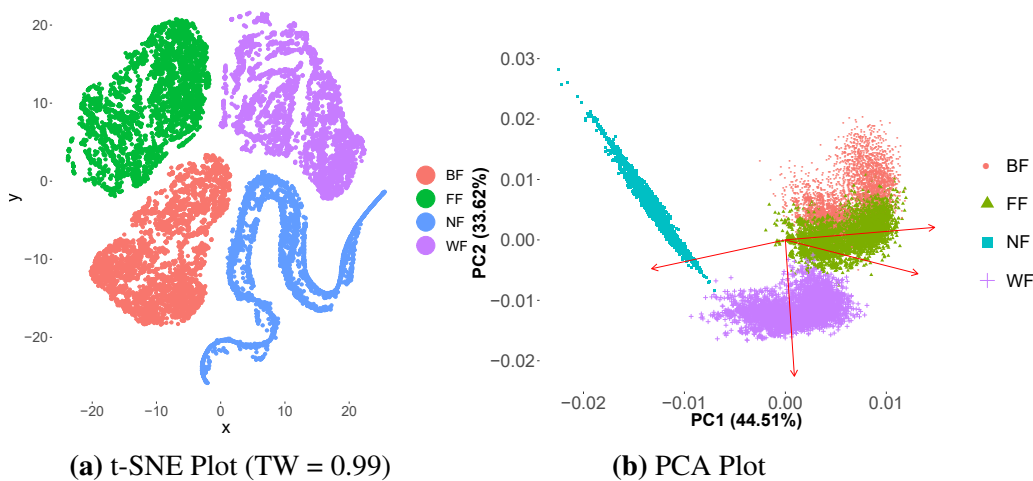 20
10
0
−10
−20
y
−20
−10
0
10
20
x
BF
FF
NF
WF
(a) t-SNE Plot (TW = 0.99)
0.03
0.02
0.01
0.00
−0.01
−0.02
PC2 (33.62%)
−0.02
−0.01
0.00
0.01
PC1 (44.51%)
BF
FF
NF
WF
(b) PCA Plot